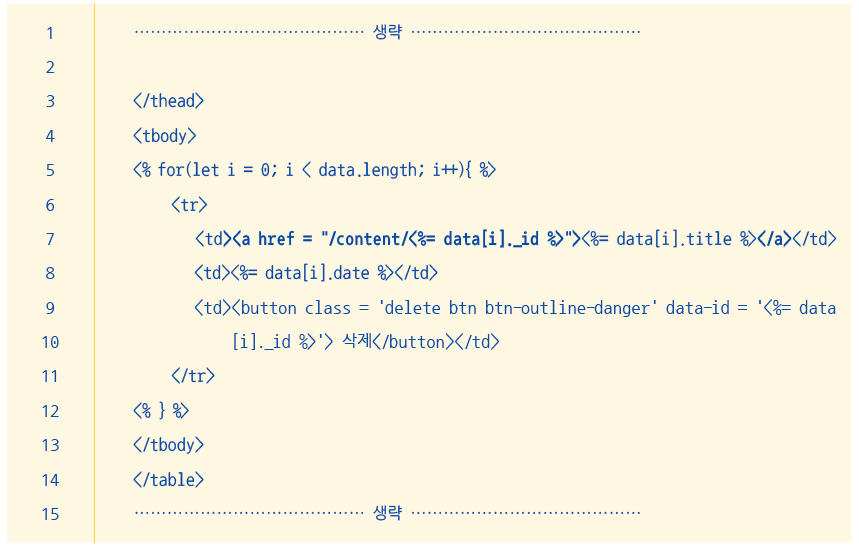 1 ………………………………………… 생략 …………………………………………
2
3 </thead>
4 <tbody>
5 <% for(let i = 0; i < data.length; i++){ %>
6 <tr>
7 <td><a href = "/content/<%= data[i]._id %>"><%= data[i].title %></a></td>
8 <td><%= data[i].date %></td>
9 <td><button class = 'delete btn btn-outline-danger' data-id = '<%= data
10 [i]._id %>'> 삭제</button></td>
11 </tr>
12 <% } %>
13 </tbody>
14 </table>
15 ………………………………………… 생략 …………………………………………